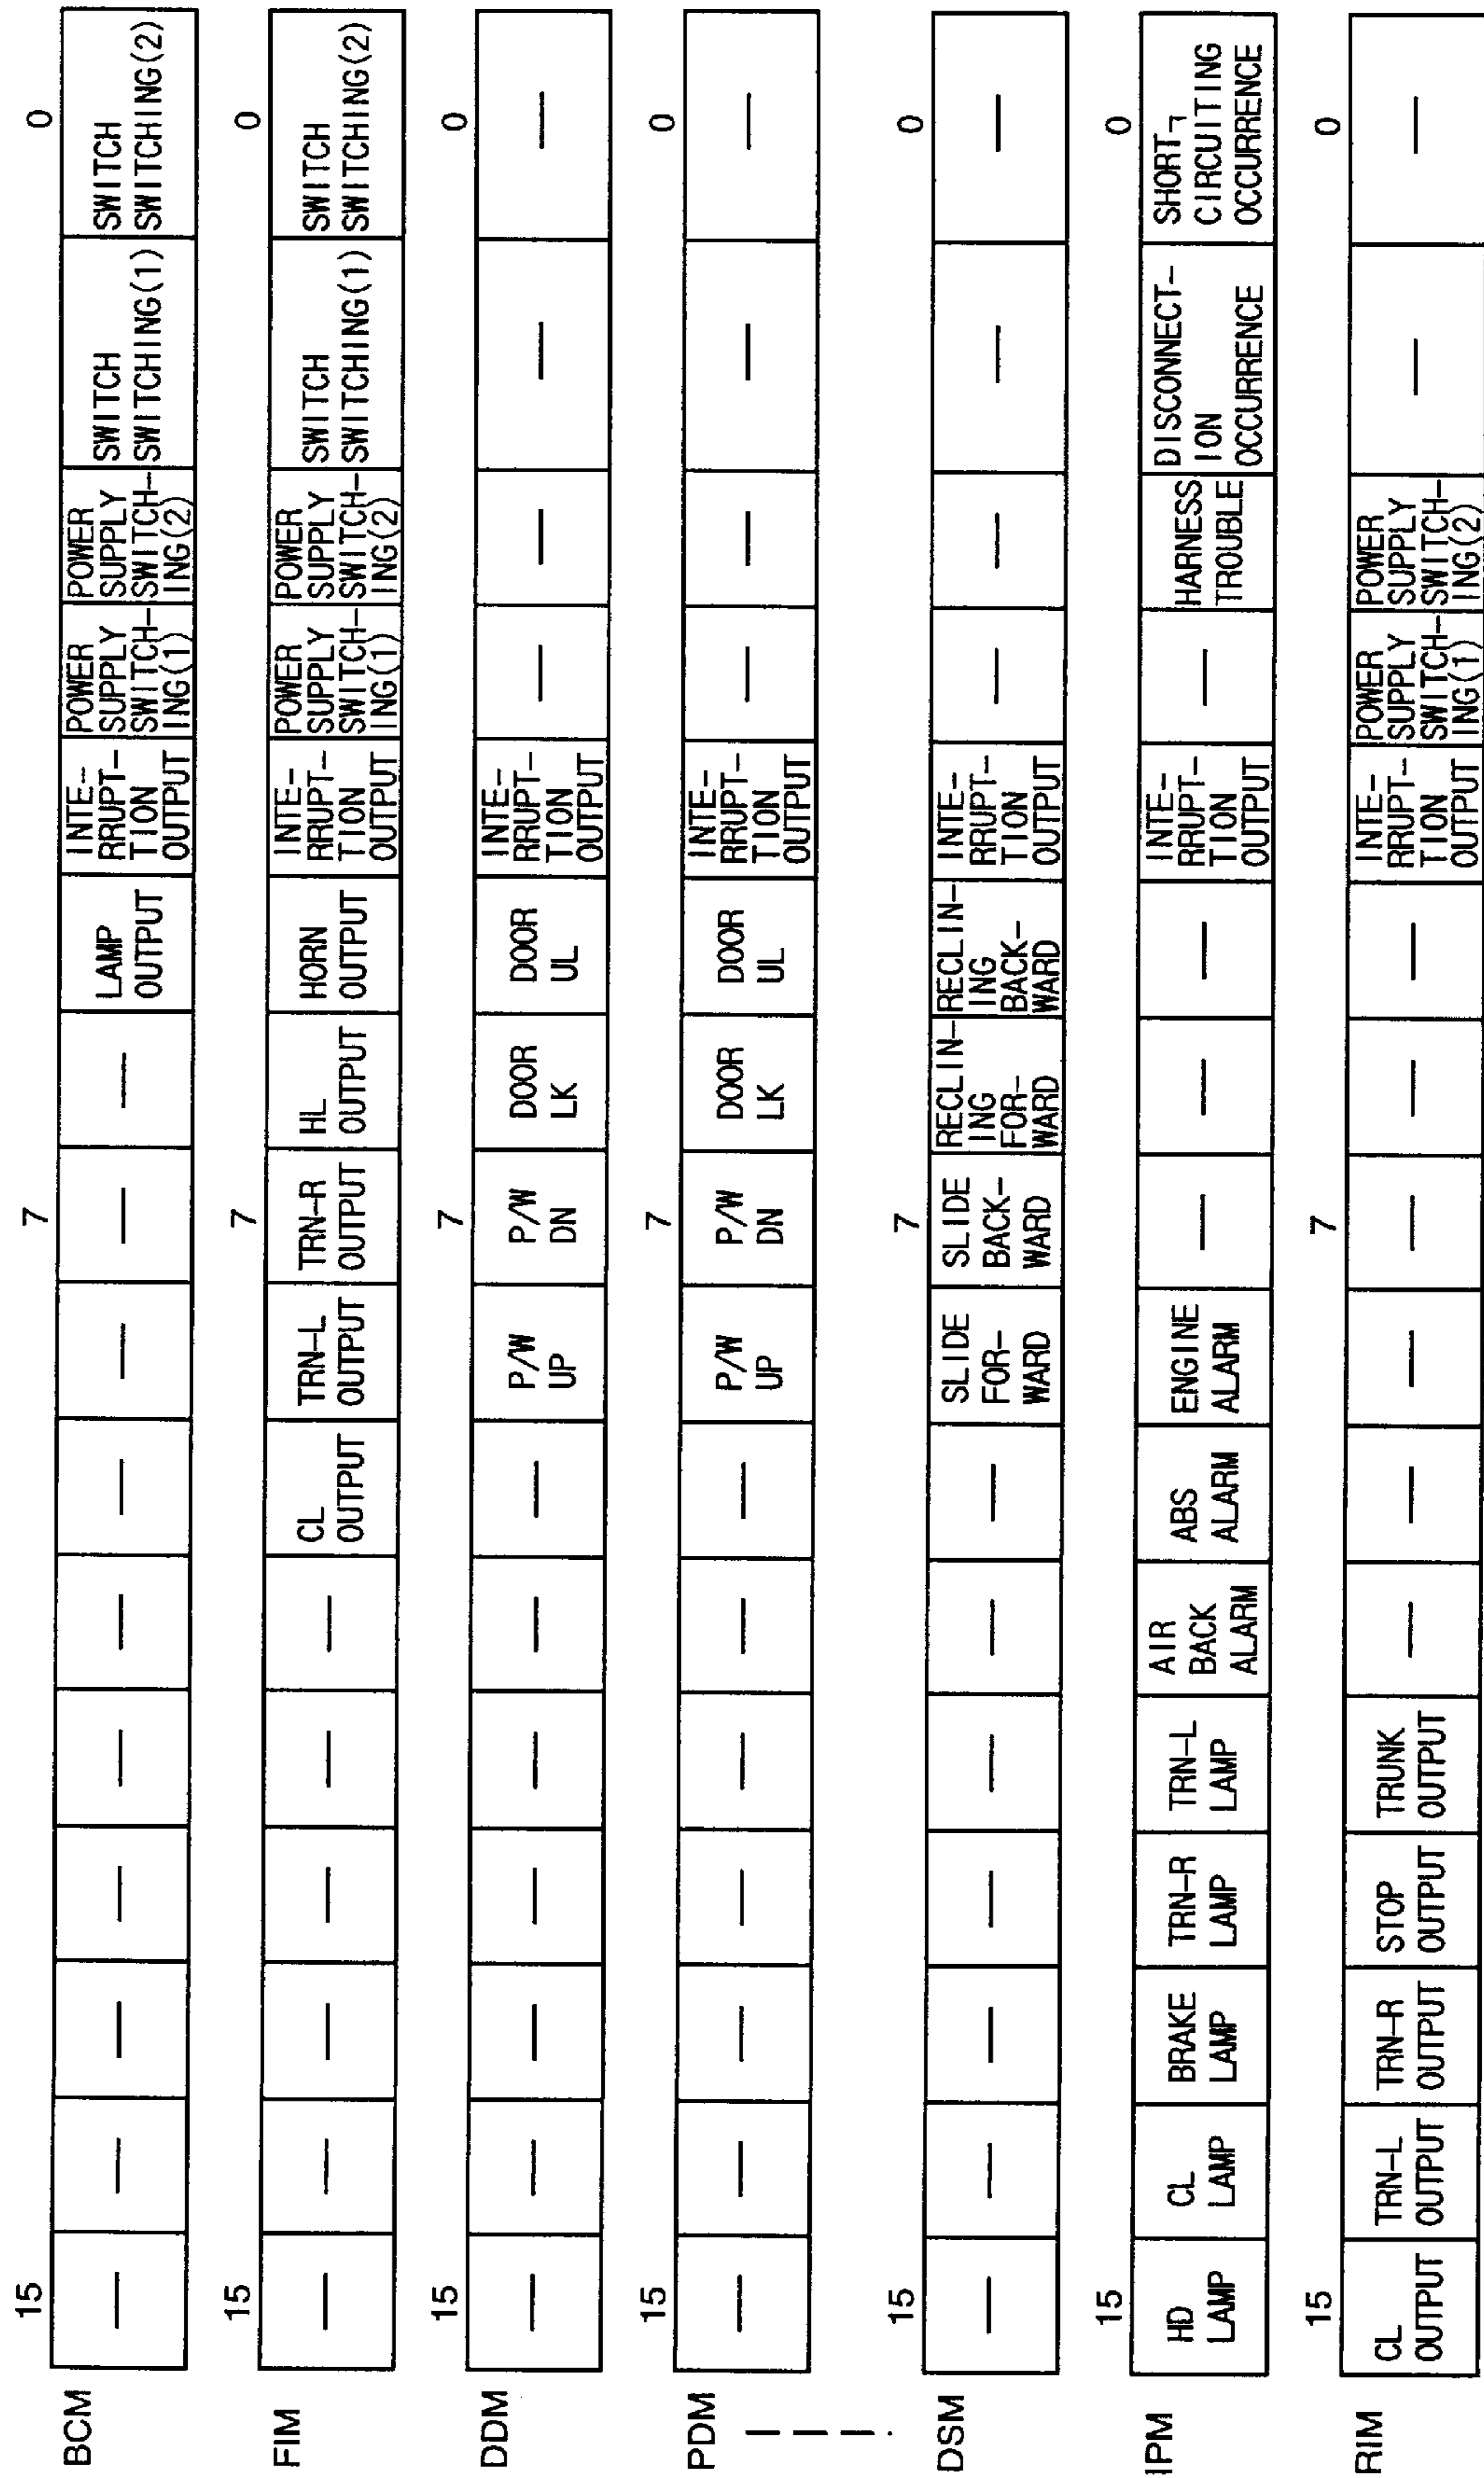 BCM
15
7
0
—
—
—
—
—
—
—
—
—
—
LAMP
OUTPUT
INTE-
RRUPT-
TION
OUTPUT
POWER
SUPPLY
SWITCH-
ING(1)
POWER
SUPPLY
SWITCH-
ING(2)
SWITCH
SWITCHING(1)
SWITCH
SWITCHING(2)
FIM
15
7
0
—
—
—
—
—
—
CL
OUTPUT
TRN-L
OUTPUT
TRN-R
OUTPUT
HL
OUTPUT
HORN
OUTPUT
INTE-
RRUPT-
TION
OUTPUT
POWER
SUPPLY
SWITCH-
ING(1)
POWER
SUPPLY
SWITCH-
ING(2)
SWITCH
SWITCHING(1)
SWITCH
SWITCHING(2)
DDM
15
7
0
—
—
—
—
—
—
—
P/W
UP
P/W
DN
DOOR
LK
DOOR
UL
INTE-
RRUPT-
TION
OUTPUT
—
—
—
—
PDM
15
7
0
—
—
—
—
—
—
—
P/W
UP
P/W
DN
DOOR
LK
DOOR
UL
INTE-
RRUPT-
TION
OUTPUT
—
—
—
—
DSM
15
7
0
—
—
—
—
—
—
—
SLIDE
FOR-
WARD
SLIDE
BACK-
WARD
RECLIN-
ING
FOR-
WARD
RECLIN-
ING
BACK-
WARD
INTE-
RRUPT-
TION
OUTPUT
—
—
—
—
IPM
15
0
HD
LAMP
CL
LAMP
BRAKE
LAMP
TRN-R
LAMP
TRN-L
LAMP
AIR
BACK
ALARM
ABS
ALARM
ENGINE
ALARM
—
—
—
INTE-
RRUPT-
TION
OUTPUT
—
HARNESS
TROUBLE
DISCONNECT-
ION
OCCURRENCE
SHORT-
CIRCUITING
OCCURRENCE
RIM
15
7
0
CL
OUTPUT
TRN-L
OUTPUT
TRN-R
OUTPUT
STOP
OUTPUT
TRUNK
OUTPUT
—
—
—
—
—
—
INTE-
RRUPT-
TION
OUTPUT
POWER
SUPPLY
SWITCH-
ING(1)
POWER
SUPPLY
SWITCH-
ING(2)
—
—